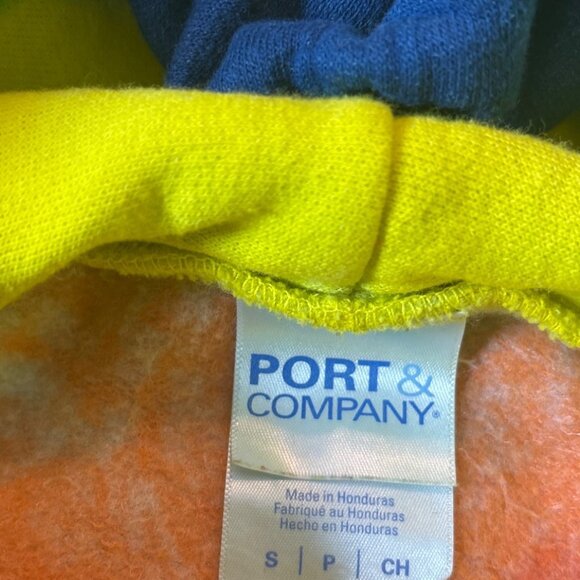 PORT &
COMPANY®
Made in Honduras
Fabriqué au Honduras
Hecho en Honduras
S | P | CH